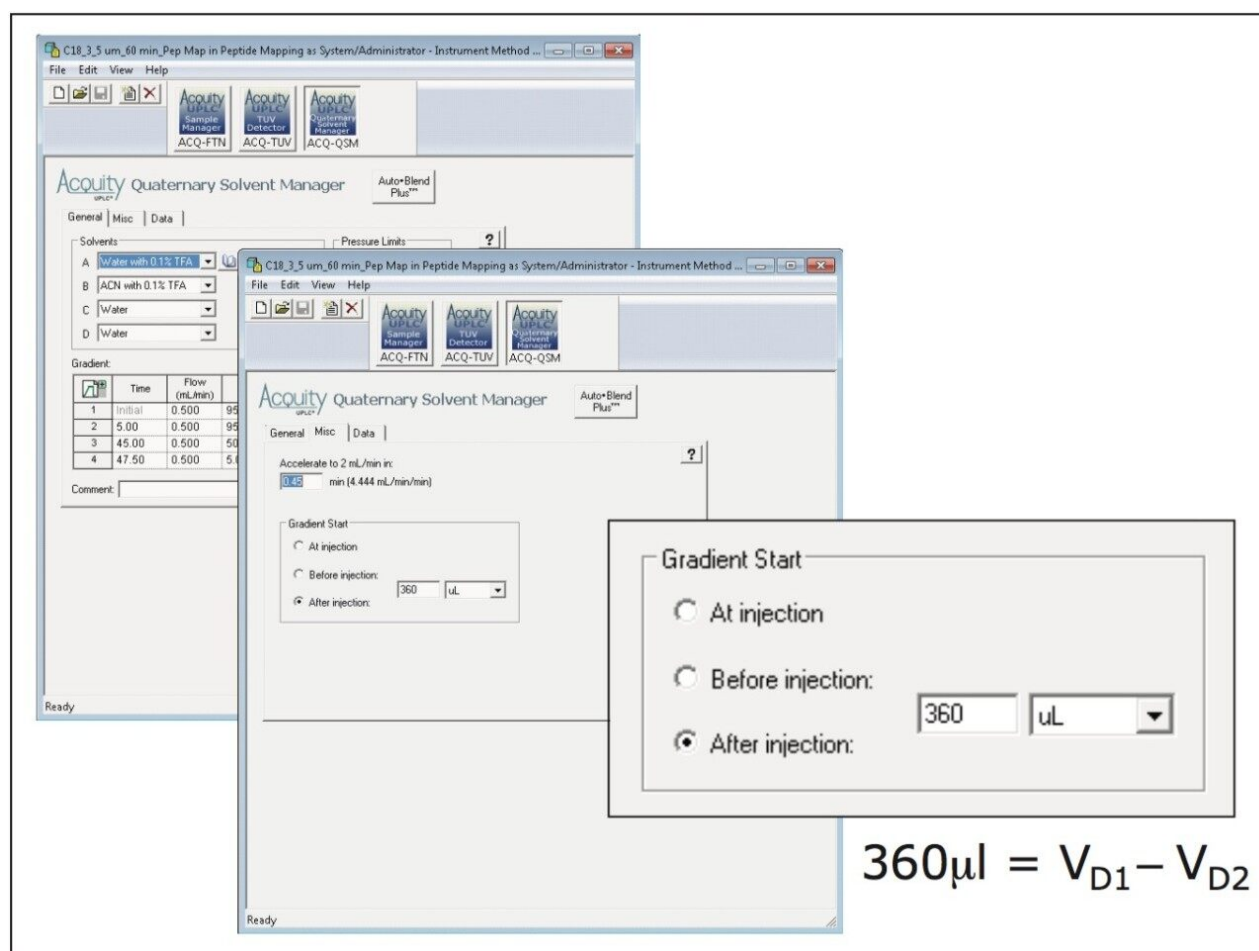 C18_3_5 um_60 min_Pep Map in Peptide Mapping as System/Administrator - Instrument Method ...
File Edit View Help
Acquity UPLC Sample Manager
Acquity UPLC TUV Detector
Acquity UPLC Quaternary Solvent Manager
ACQ-FTN ACQ-TUV ACQ-QSM
Acquity UPLC Quaternary Solvent Manager
Auto•Blend Plus™
General Misc Data
Solvents
Pressure Limits
?
A Water with 0.1% TFA
B ACN with 0.1% TFA
C Water
D Water
Gradient:
Time Flow (mL/min)
1 Initial 0.500 95
2 5.00 0.500 95
3 45.00 0.500 50
4 47.50 0.500 5.0
Comment:
Ready
C18_3_5 um_60 min_Pep Map in Peptide Mapping as System/Administrator - Instrument Method ...
File Edit View Help
Acquity UPLC Sample Manager
Acquity UPLC TUV Detector
Acquity UPLC Quaternary Solvent Manager
ACQ-FTN ACQ-TUV ACQ-QSM
Acquity UPLC Quaternary Solvent Manager
Auto•Blend Plus™
General Misc Data
?
Accelerate to 2 mL/min in:
0.45 min (4.444 mL/min/min)
Gradient Start
At injection
Before injection:
360 uL
After injection:
Ready
Gradient Start
At injection
Before injection:
360 uL
After injection:
360µl = VD1 – VD2